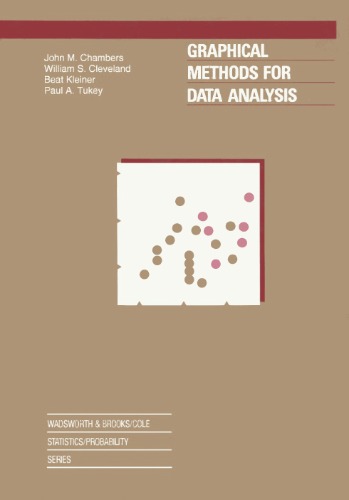 John M. Chambers
William S. Cleveland
Beat Kleiner
Paul A. Tukey
GRAPHICAL
METHODS FOR
DATA ANALYSIS
WADSWORTH & BROOKS/COLE
STATISTICS/PROBABILITY
SERIES